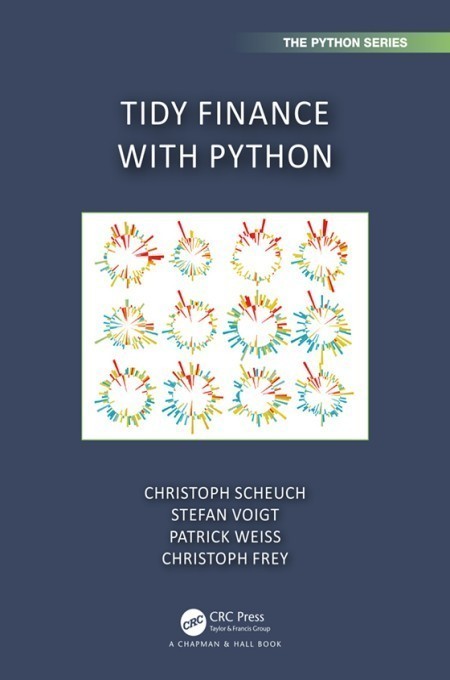 THE PYTHON SERIES
TIDY FINANCE
WITH PYTHON
CHRISTOPH SCHEUCH
STEFAN VOIGT
PATRICK WEISS
CHRISTOPH FREY
CRC
CRC Press
Taylor & Francis Group
A CHAPMAN & HALL BOOK